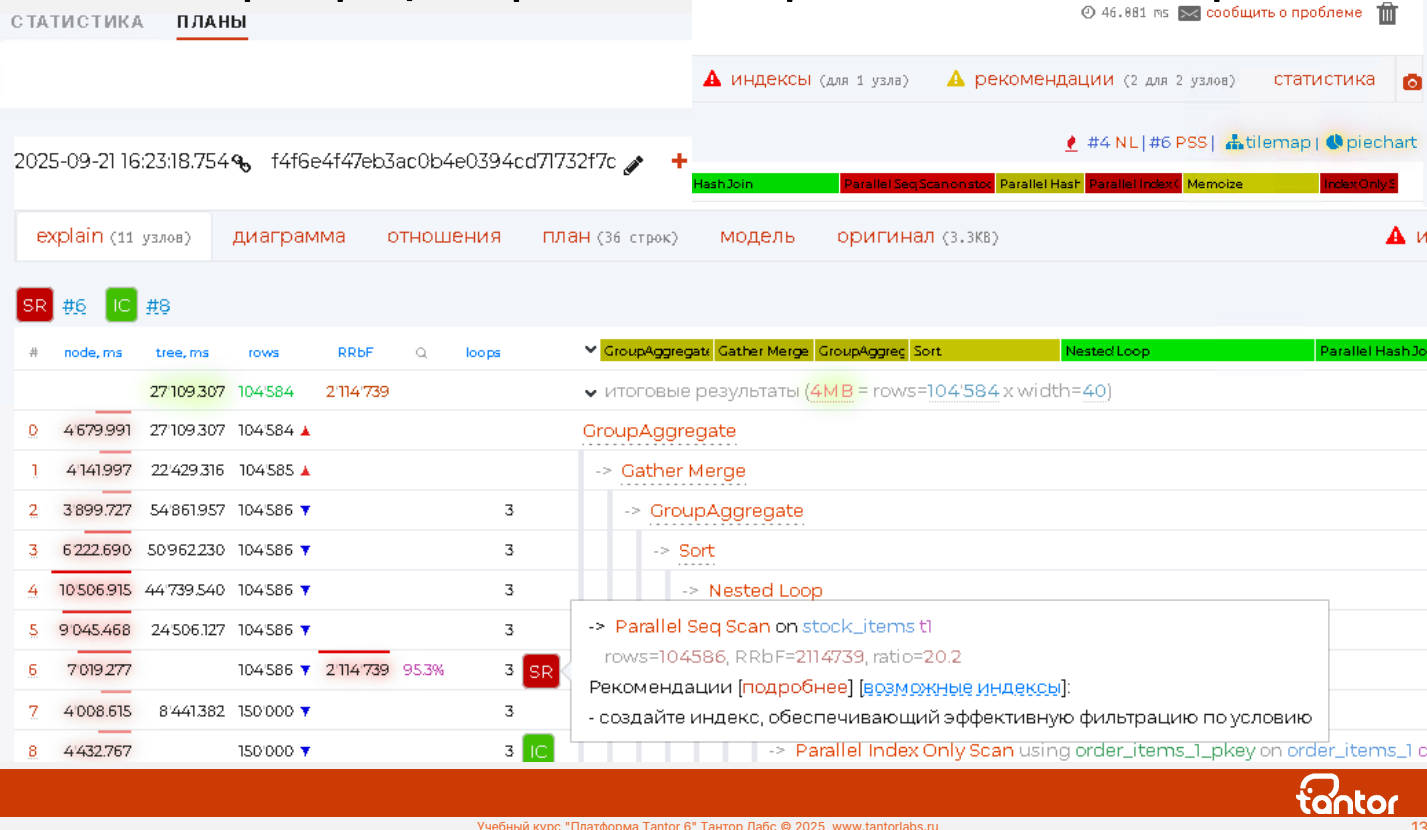 СТАТИСТИКА ПЛАНЫ
46.881 ms сообщить о проблеме
индексы (для 1 узла) рекомендации (2 для 2 узлов) статистика
2025-09-21 16:23:18.754 f4f6e4f47eb3ac0b4e0394cd71732f7c +
#4 NL | #6 PSS | tilemap | piechart
Hash Join Parallel Seq Scan on stoc Parallel Hash Parallel Index Memoize Index Only S
explain (11 узлов) диаграмма отношения план (36 строк) модель оригинал (3.3KB) и
SR #6 IC #8
# node, ms tree, ms rows RRbF loops GroupAggregate Gather Merge GroupAggreg Sort Nested Loop Parallel Hash Jo
27'109.307 104'584 2'114'739 итоговые результаты (4MB = rows=104'584 x width=40)
0 4'679.991 27'109.307 104'584 ▲ GroupAggregate
1 4'141.997 22'429.316 104'585 ▲ -> Gather Merge
2 3'899.727 54'861.957 104'586 ▼ 3 -> GroupAggregate
3 6'222.690 50'962.230 104'586 ▼ 3 -> Sort
4 10'506.915 44'739.540 104'586 ▼ 3 -> Nested Loop
5 9'045.468 24'506.127 104'586 ▼ 3
-> Parallel Seq Scan on stock_items t1
rows=104586, RRbF=2114739, ratio=20.2
6 7'019.277 104'586 ▼ 2'114'739 95.3% 3 SR
Рекомендации [подробнее] [возможные индексы]:
- создайте индекс, обеспечивающий эффективную фильтрацию по условию
7 4'008.615 8'441.382 150'000 ▼ 3
8 4'432.767 150'000 ▼ 3 IC -> Parallel Index Only Scan using order_items_1_pkey on order_items_1 o
tantor
Учебный курс "Платформа Tantor 6" Тантор Лабс © 2025 www.tantorlabs.ru
13